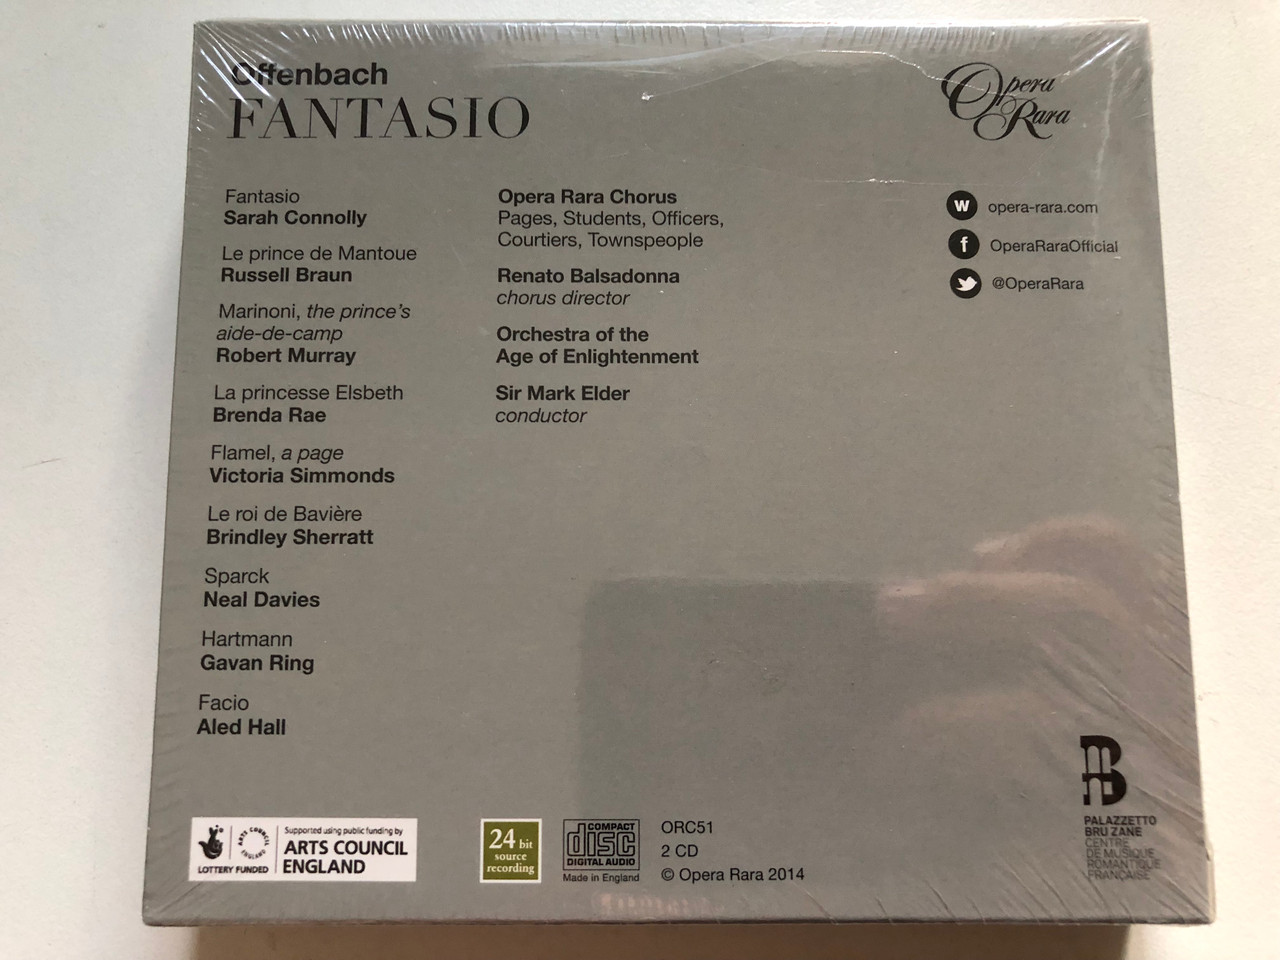 Offenbach
FANTASIO
Opera
Rara
Fantasio
Sarah Connolly
Le prince de Mantoue
Russell Braun
Marinoni, the prince's
aide-de-camp
Robert Murray
La princesse Elsbeth
Brenda Rae
Flamel, a page
Victoria Simmonds
Le roi de Bavière
Brindley Sherratt
Sparck
Neal Davies
Hartmann
Gavan Ring
Facio
Aled Hall
Opera Rara Chorus
Pages, Students, Officers,
Courtiers, Townspeople
Renato Balsadonna
chorus director
Orchestra of the
Age of Enlightenment
Sir Mark Elder
conductor
W opera-rara.com
f OperaRaraOfficial
@OperaRara
LOTTERY FUNDED
ARTS COUNCIL ENGLAND
Supported using public funding by
ARTS COUNCIL
ENGLAND
24 bit
source
recording
COMPACT
disc
DIGITAL AUDIO
Made in England
ORC51
2 CD
© Opera Rara 2014
PALAZZETTO
BRU ZANE
CENTRE
DE MUSIQUE
ROMANTIQUE
FRANÇAISE